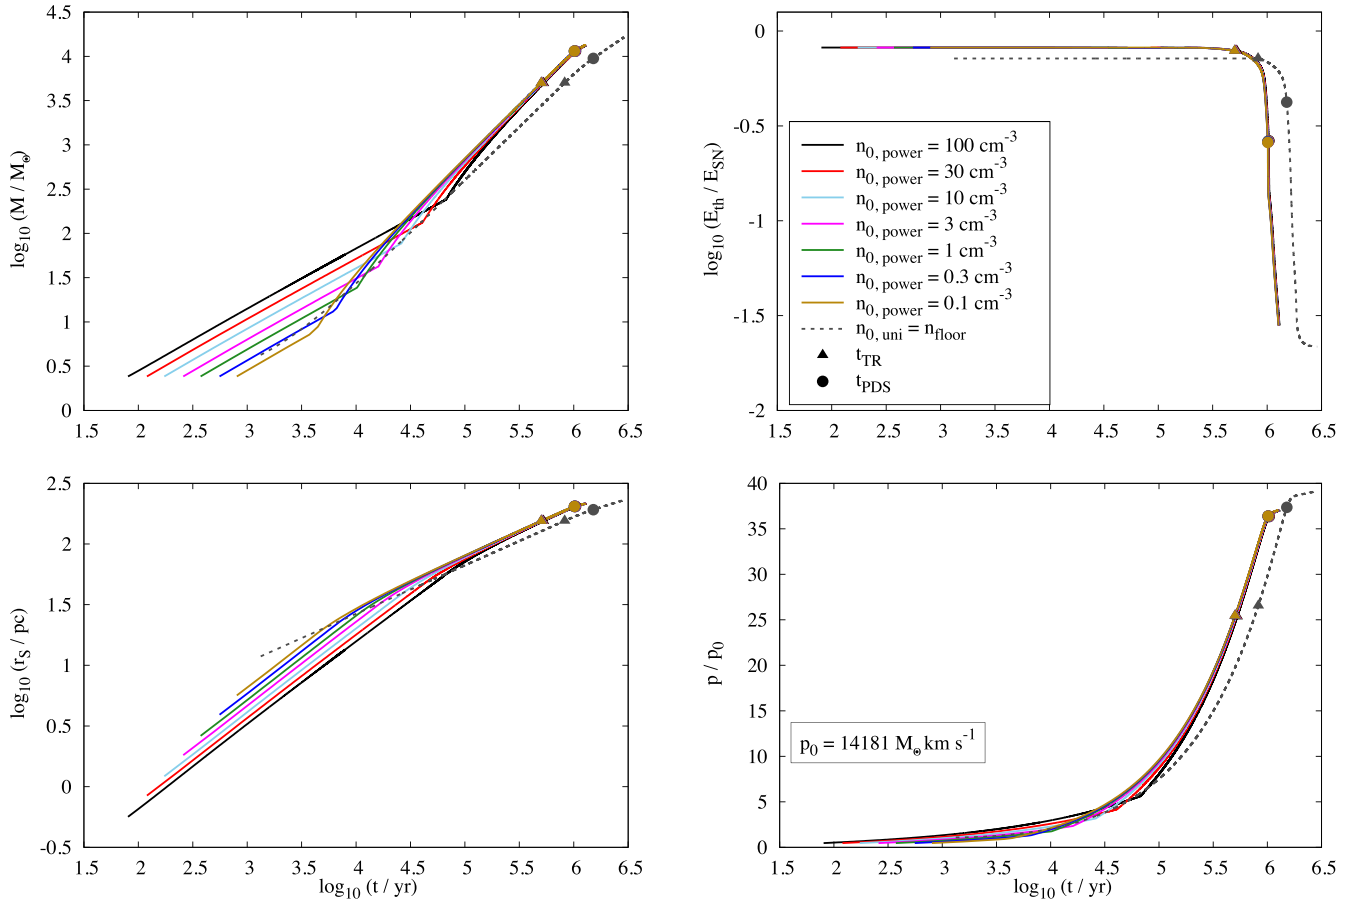 4.5
4
3.5
3
2.5
2
1.5
1
0.5
0
log10 (M / M☉)
1.5 2 2.5 3 3.5 4 4.5 5 5.5 6 6.5
0
-0.5
-1
-1.5
-2
log10 (Eth / ESN)
n0, power = 100 cm-3
n0, power = 30 cm-3
n0, power = 10 cm-3
n0, power = 3 cm-3
n0, power = 1 cm-3
n0, power = 0.3 cm-3
n0, power = 0.1 cm-3
n0, uni = nfloor
tTR
tPDS
1.5 2 2.5 3 3.5 4 4.5 5 5.5 6 6.5
2.5
2
1.5
1
0.5
0
-0.5
log10 (rS / pc)
1.5 2 2.5 3 3.5 4 4.5 5 5.5 6 6.5
log10 (t / yr)
40
35
30
25
20
15
10
5
0
p / p0
p0 = 14181 M☉ km s-1
1.5 2 2.5 3 3.5 4 4.5 5 5.5 6 6.5
log10 (t / yr)